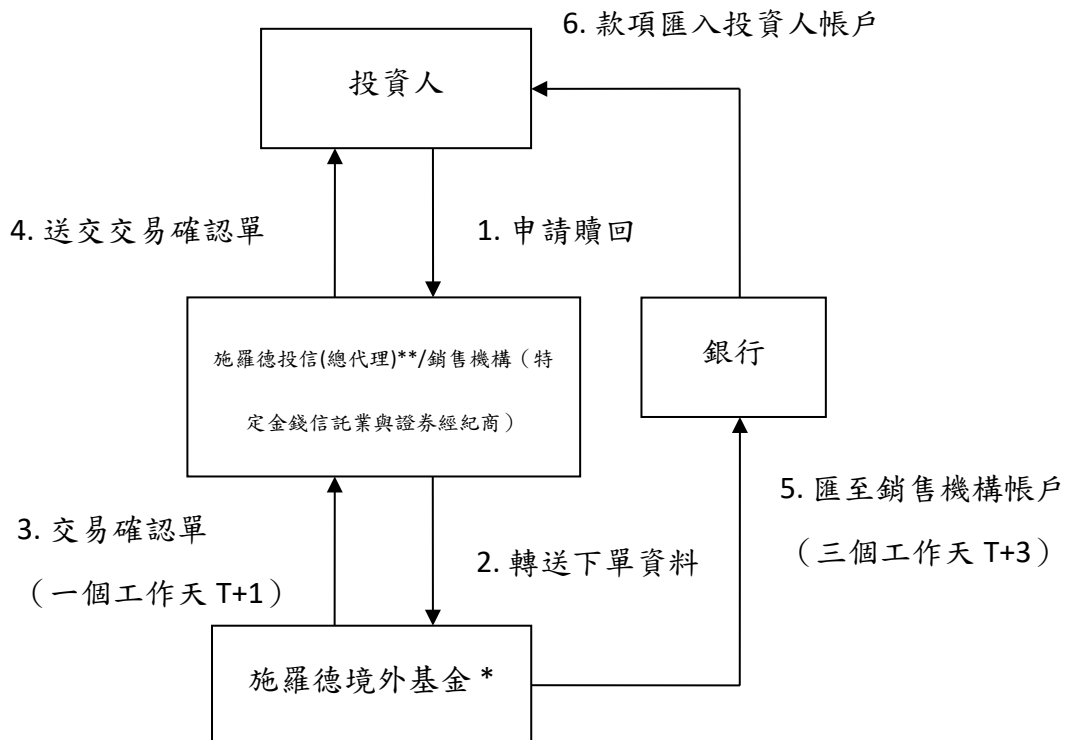 6. 款項匯入投資人帳戶
投資人
4. 送交交易確認單
1. 申請贖回
施羅德投信(總代理)**/銷售機構（特
定金錢信託業與證券經紀商）
銀行
3. 交易確認單
（一個工作天 T+1）
2. 轉送下單資料
5. 匯至銷售機構帳戶
（三個工作天 T+3）
施羅德境外基金 *